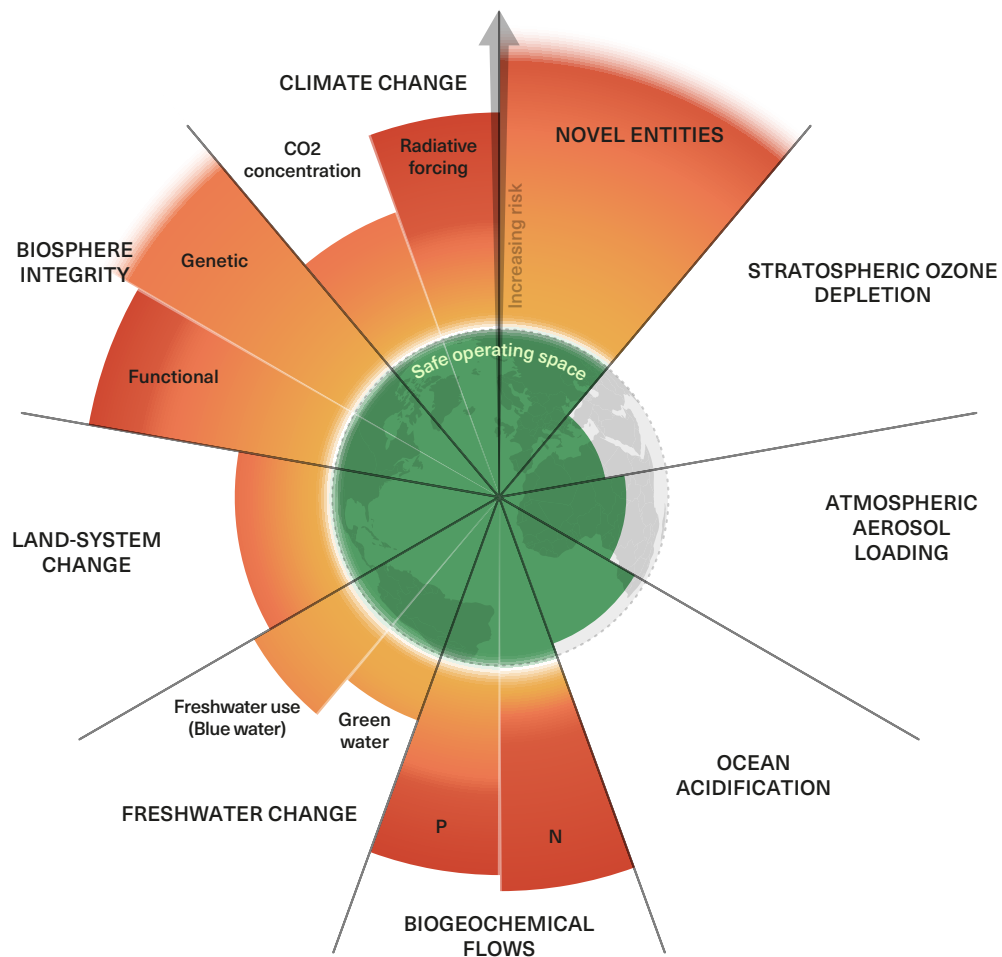 CLIMATE CHANGE
CO2
concentration
Radiative
forcing
NOVEL ENTITIES
Increasing risk
STRATOSPHERIC OZONE
DEPLETION
BIOSPHERE
INTEGRITY
Genetic
Functional
Safe operating space
ATMOSPHERIC
AEROSOL
LOADING
LAND-SYSTEM
CHANGE
Freshwater use
(Blue water)
Green
water
FRESHWATER CHANGE
OCEAN
ACIDIFICATION
P
N
BIOGEOCHEMICAL
FLOWS